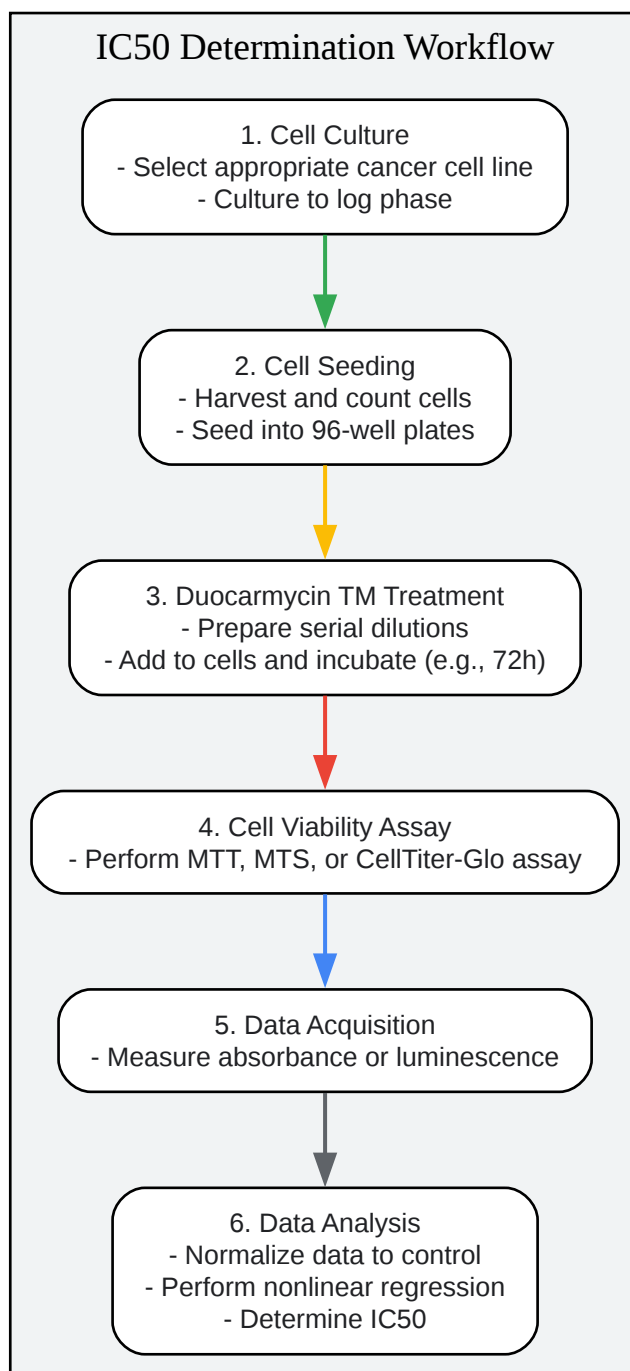 IC50 Determination Workflow
1. Cell Culture
- Select appropriate cancer cell line
- Culture to log phase
2. Cell Seeding
- Harvest and count cells
- Seed into 96-well plates
3. Duocarmycin TM Treatment
- Prepare serial dilutions
- Add to cells and incubate (e.g., 72h)
4. Cell Viability Assay
- Perform MTT, MTS, or CellTiter-Glo assay
5. Data Acquisition
- Measure absorbance or luminescence
6. Data Analysis
- Normalize data to control
- Perform nonlinear regression
- Determine IC50